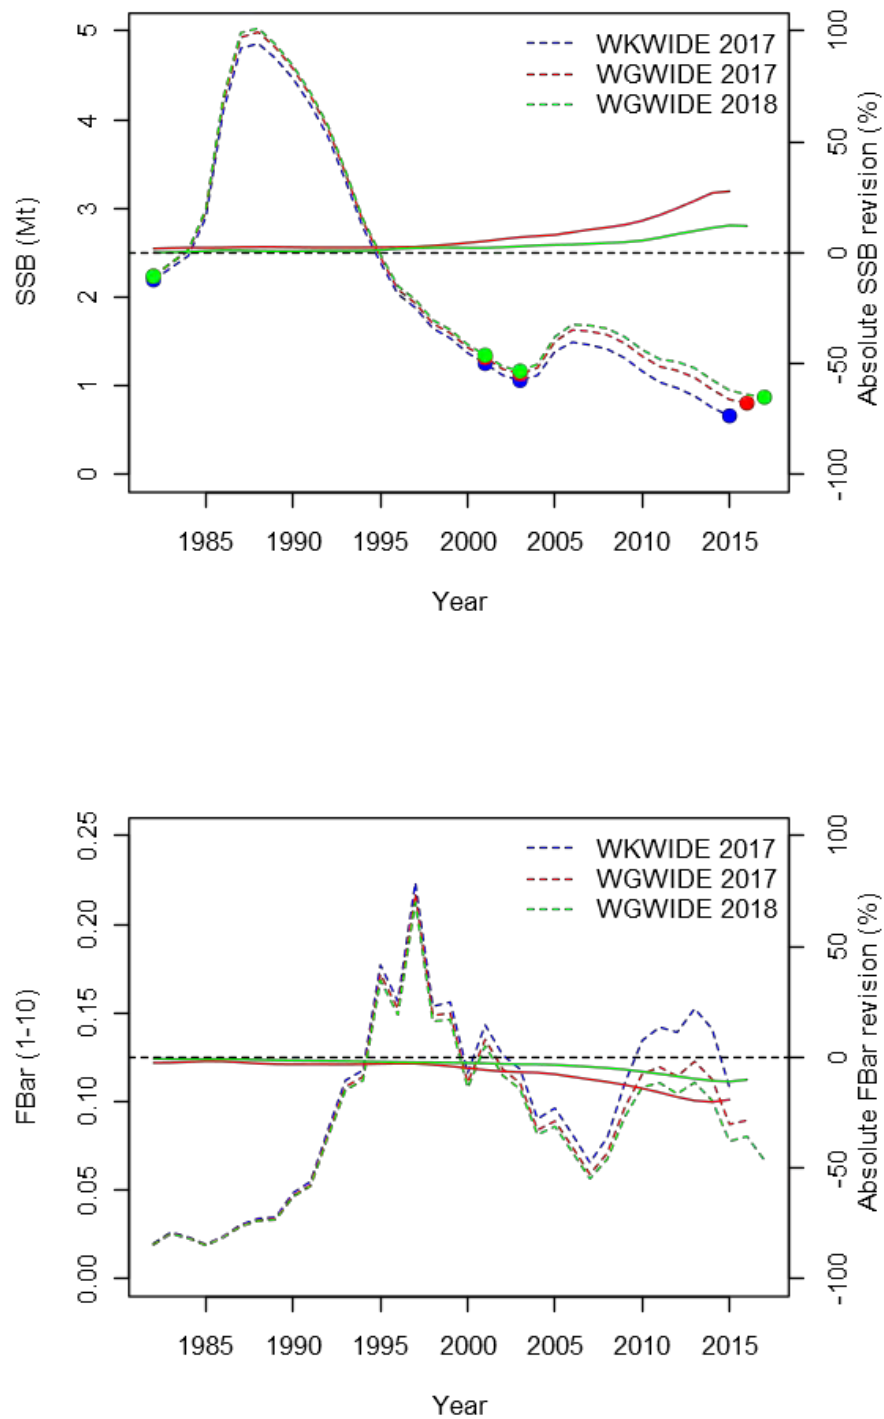 5
4
3
2
1
0
SSB (Mt)
WKWIDE 2017
WGWIDE 2017
WGWIDE 2018
100
50
0
-50
-100
Absolute SSB revision (%)
1985 1990 1995 2000 2005 2010 2015
Year
0.25
0.20
0.15
0.10
0.05
0.00
FBar (1-10)
WKWIDE 2017
WGWIDE 2017
WGWIDE 2018
100
50
0
-50
-100
Absolute FBar revision (%)
1985 1990 1995 2000 2005 2010 2015
Year